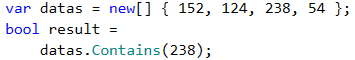 var datas = new[] { 152, 124, 238, 54 };
bool result =
    datas.Contains(238);